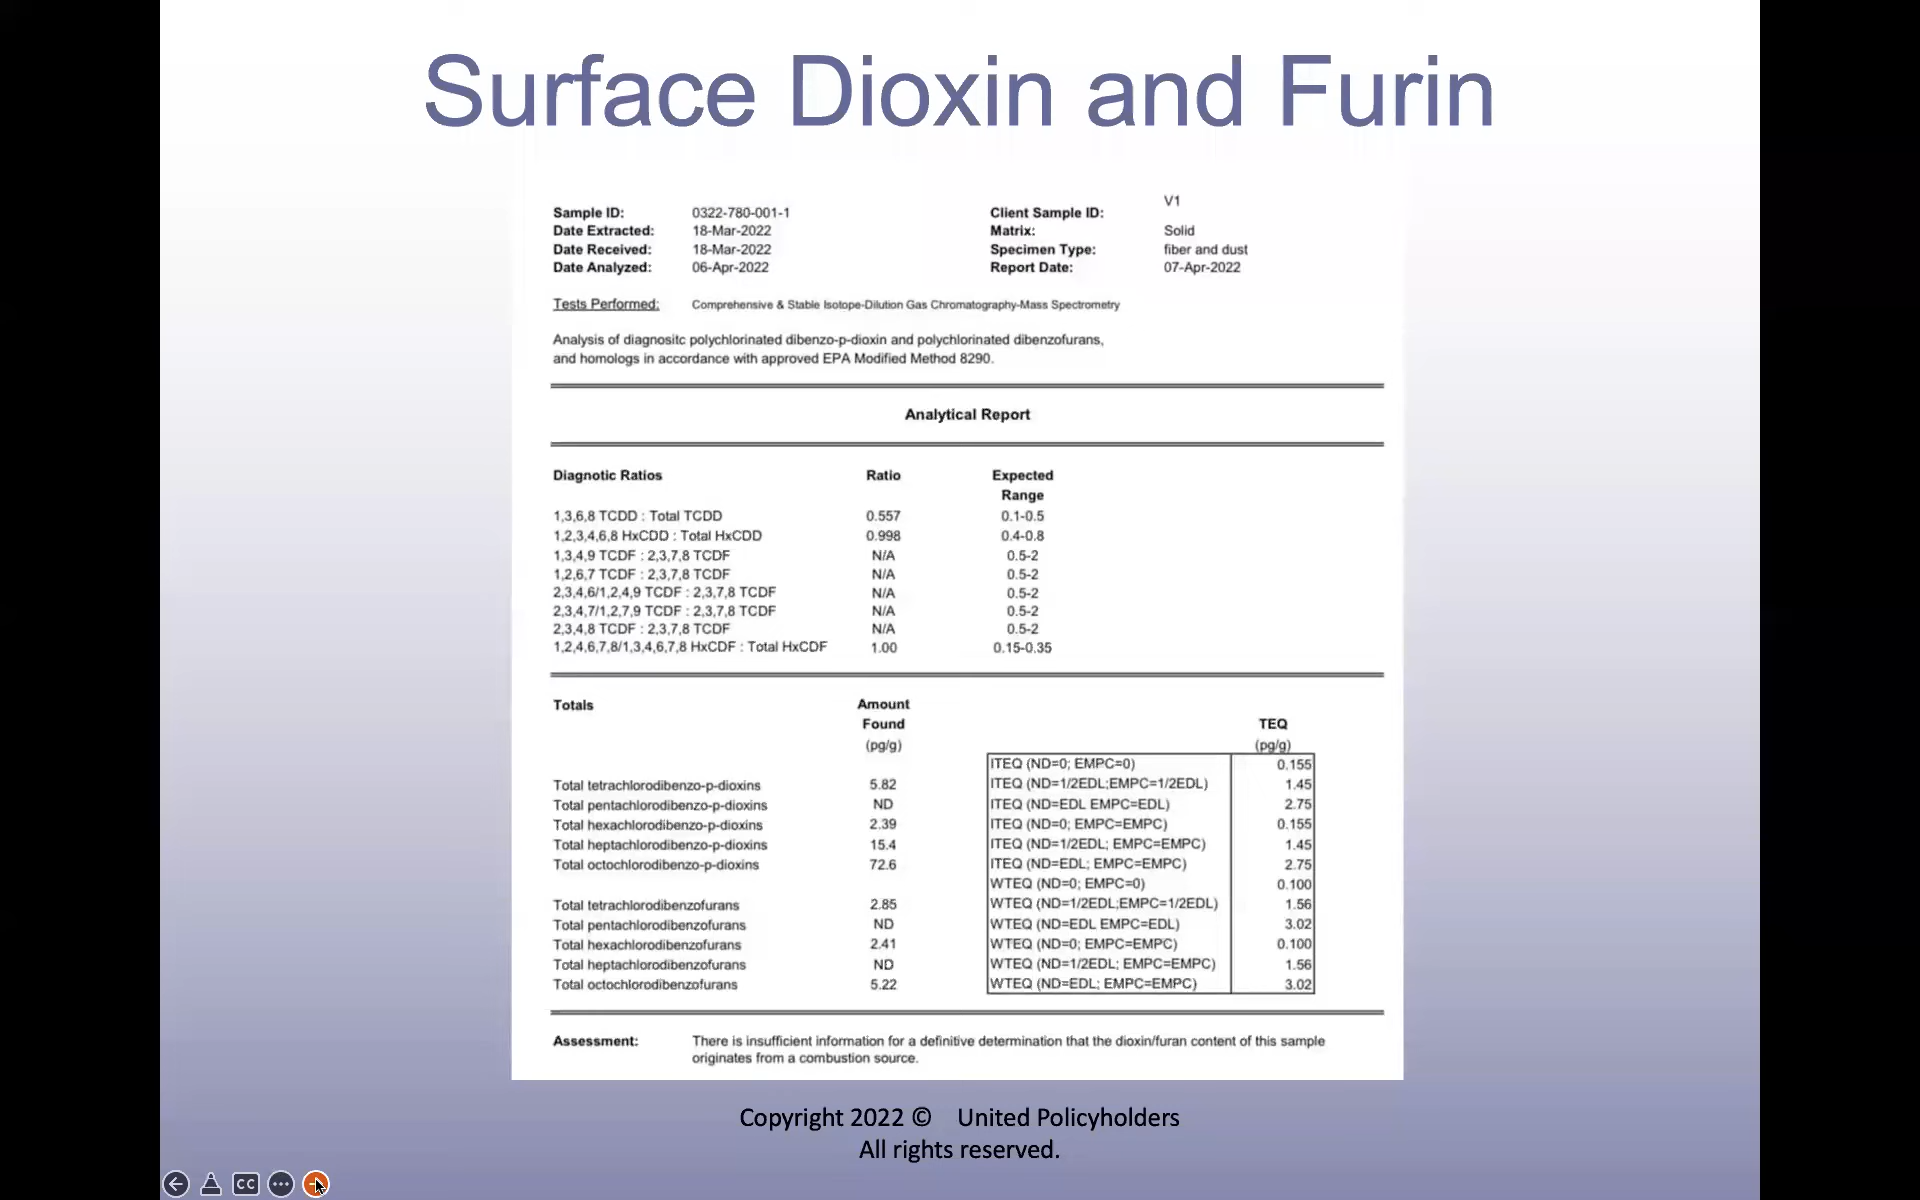 Surface Dioxin and Furin
V1
Sample ID: 0322-780-001-1 Client Sample ID:
Date Extracted: 18-Mar-2022 Matrix: Solid
Date Received: 18-Mar-2022 Specimen Type: fiber and dust
Date Analyzed: 06-Apr-2022 Report Date: 07-Apr-2022
Tests Performed: Comprehensive & Stable Isotope-Dilution Gas Chromatography-Mass Spectrometry
Analysis of diagnositc polychlorinated dibenzo-p-dioxin and polychlorinated dibenzofurans,
and homologs in accordance with approved EPA Modified Method 8290.
Analytical Report
Diagnotic Ratios Ratio Expected
Range
1,3,6,8 TCDD : Total TCDD 0.557 0.1-0.5
1,2,3,4,6,8 HxCDD : Total HxCDD 0.998 0.4-0.8
1,3,4,9 TCDF : 2,3,7,8 TCDF N/A 0.5-2
1,2,6,7 TCDF : 2,3,7,8 TCDF N/A 0.5-2
2,3,4,6/1,2,4,9 TCDF : 2,3,7,8 TCDF N/A 0.5-2
2,3,4,7/1,2,7,9 TCDF : 2,3,7,8 TCDF N/A 0.5-2
2,3,4,8 TCDF : 2,3,7,8 TCDF N/A 0.5-2
1,2,4,6,7,8/1,3,4,6,7,8 HxCDF : Total HxCDF 1.00 0.15-0.35
Totals Amount
Found TEQ
(pg/g) (pg/g)
ITEQ (ND=0; EMPC=0) 0.155
Total tetrachlorodibenzo-p-dioxins 5.82 ITEQ (ND=1/2EDL;EMPC=1/2EDL) 1.45
Total pentachlorodibenzo-p-dioxins ND ITEQ (ND=EDL EMPC=EDL) 2.75
Total hexachlorodibenzo-p-dioxins 2.39 ITEQ (ND=0; EMPC=EMPC) 0.155
Total heptachlorodibenzo-p-dioxins 15.4 ITEQ (ND=1/2EDL; EMPC=EMPC) 1.45
Total octochlorodibenzo-p-dioxins 72.6 ITEQ (ND=EDL; EMPC=EMPC) 2.75
WTEQ (ND=0; EMPC=0) 0.100
Total tetrachlorodibenzofurans 2.85 WTEQ (ND=1/2EDL;EMPC=1/2EDL) 1.56
Total pentachlorodibenzofurans ND WTEQ (ND=EDL EMPC=EDL) 3.02
Total hexachlorodibenzofurans 2.41 WTEQ (ND=0; EMPC=EMPC) 0.100
Total heptachlorodibenzofurans ND WTEQ (ND=1/2EDL; EMPC=EMPC) 1.56
Total octochlorodibenzofurans 5.22 WTEQ (ND=EDL; EMPC=EMPC) 3.02
Assessment: There is insufficient information for a definitive determination that the dioxin/furan content of this sample
originates from a combustion source.
Copyright 2022 © United Policyholders
All rights reserved.
CC